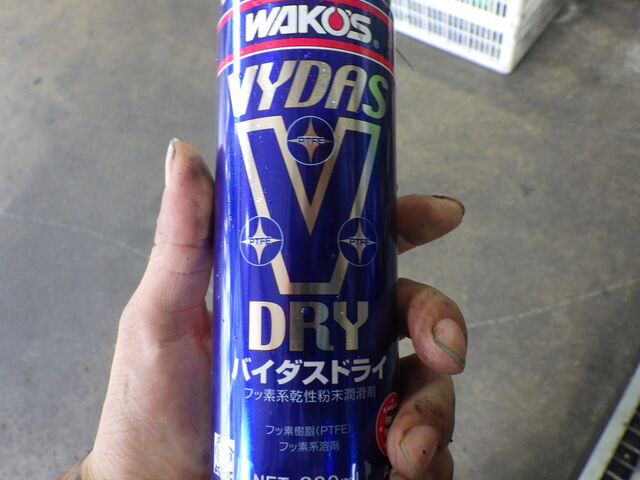 WAKO'S
VYDAS
PTFE
PTFE PTFE
DRY
バイダスドライ
フッ素系乾性粉末潤滑剤
フッ素樹脂(PTFE)
フッ素系溶剤
NET